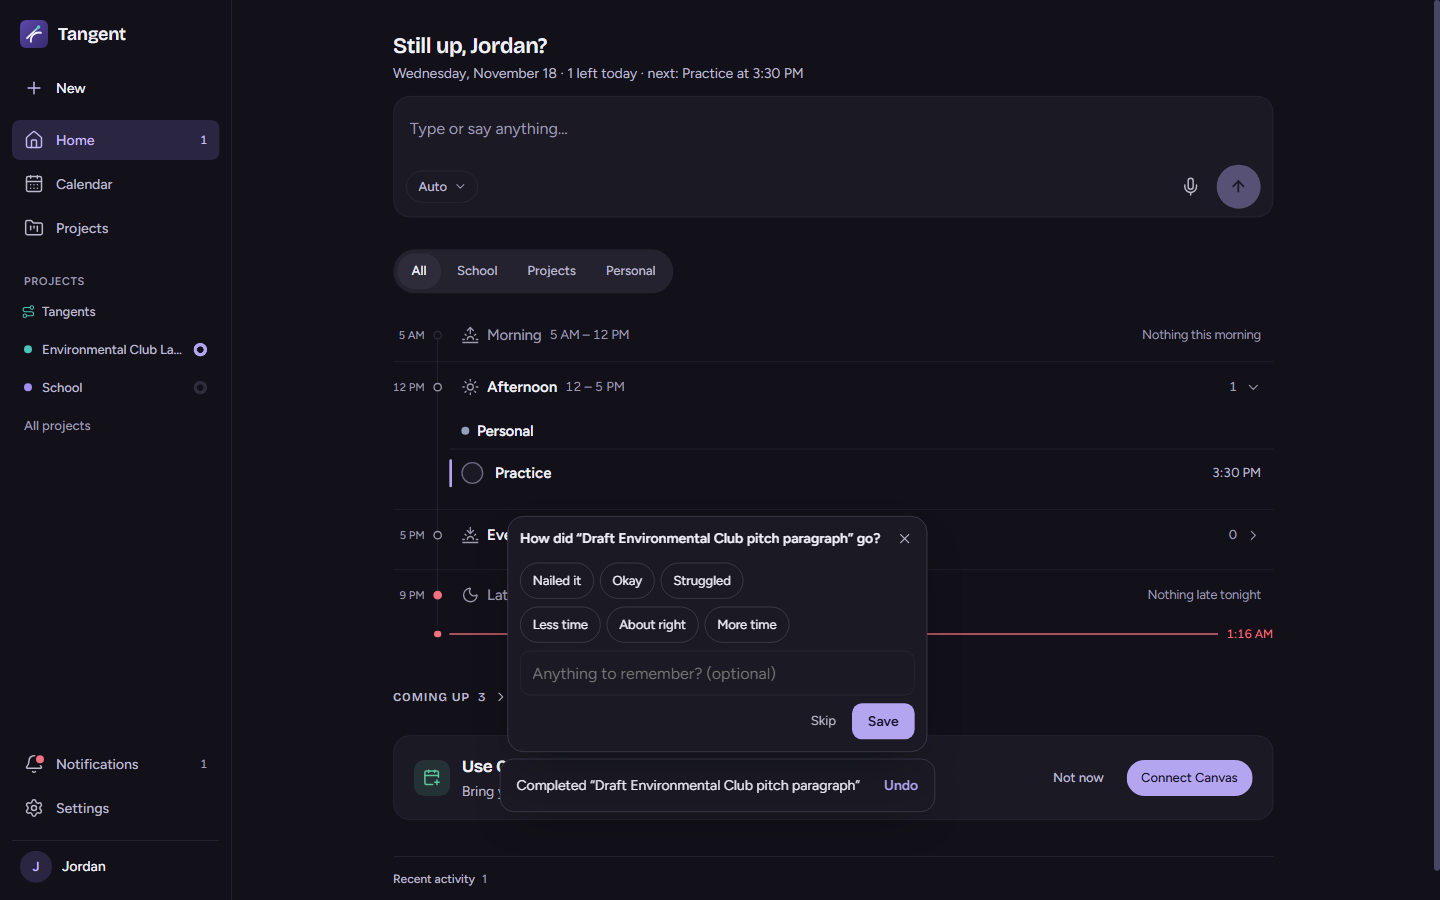 Tangent
New
Home 1
Calendar
Projects
PROJECTS
Tangents
Environmental Club La...
School
All projects
Notifications 1
Settings
J Jordan
Still up, Jordan?
Wednesday, November 18 · 1 left today · next: Practice at 3:30 PM
Type or say anything...
Auto
All School Projects Personal
5 AM Morning 5 AM – 12 PM Nothing this morning
12 PM Afternoon 12 – 5 PM 1
Personal
Practice 3:30 PM
5 PM 0
9 PM Nothing late tonight
1:16 AM
How did “Draft Environmental Club pitch paragraph” go?
Nailed it Okay Struggled
Less time About right More time
Anything to remember? (optional)
Skip Save
COMING UP 3
Use
Bring
Not now Connect Canvas
Completed “Draft Environmental Club pitch paragraph” Undo
Recent activity 1